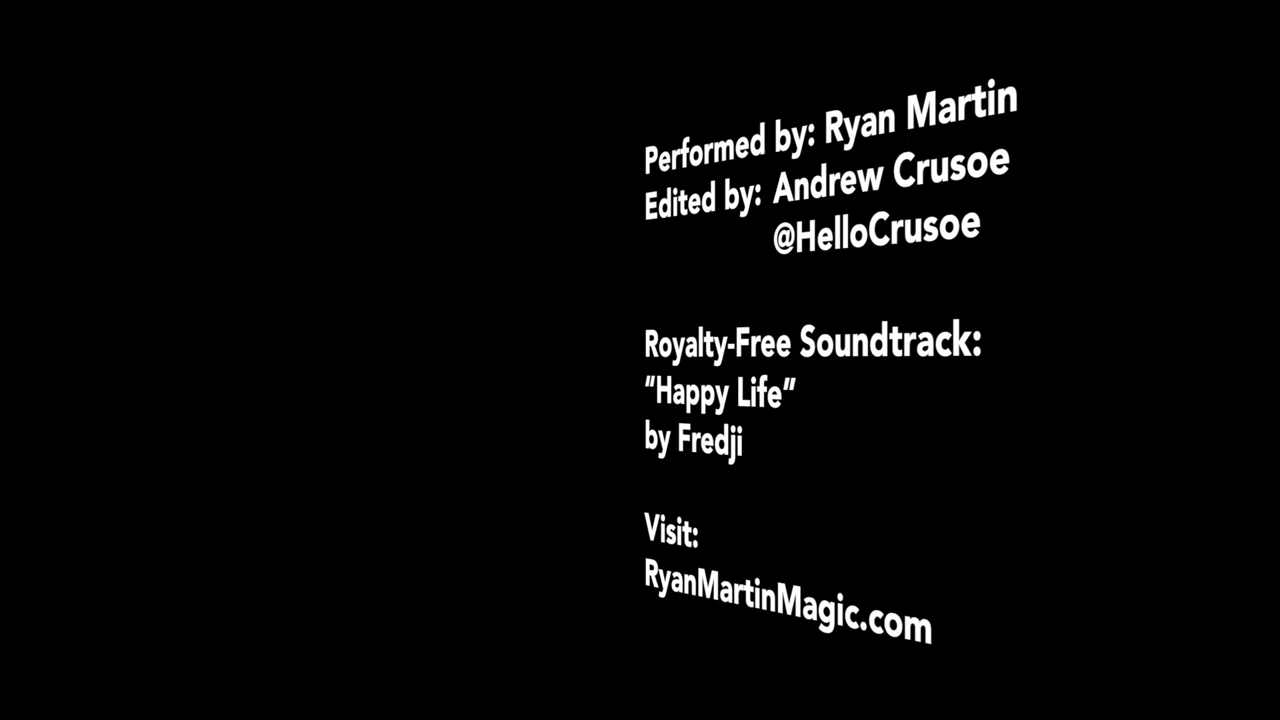 Performed by: Ryan Martin
Edited by: Andrew Crusoe
@HelloCrusoe
Royalty-Free Soundtrack:
“Happy Life”
by Fredji
Visit:
RyanMartinMagic.com